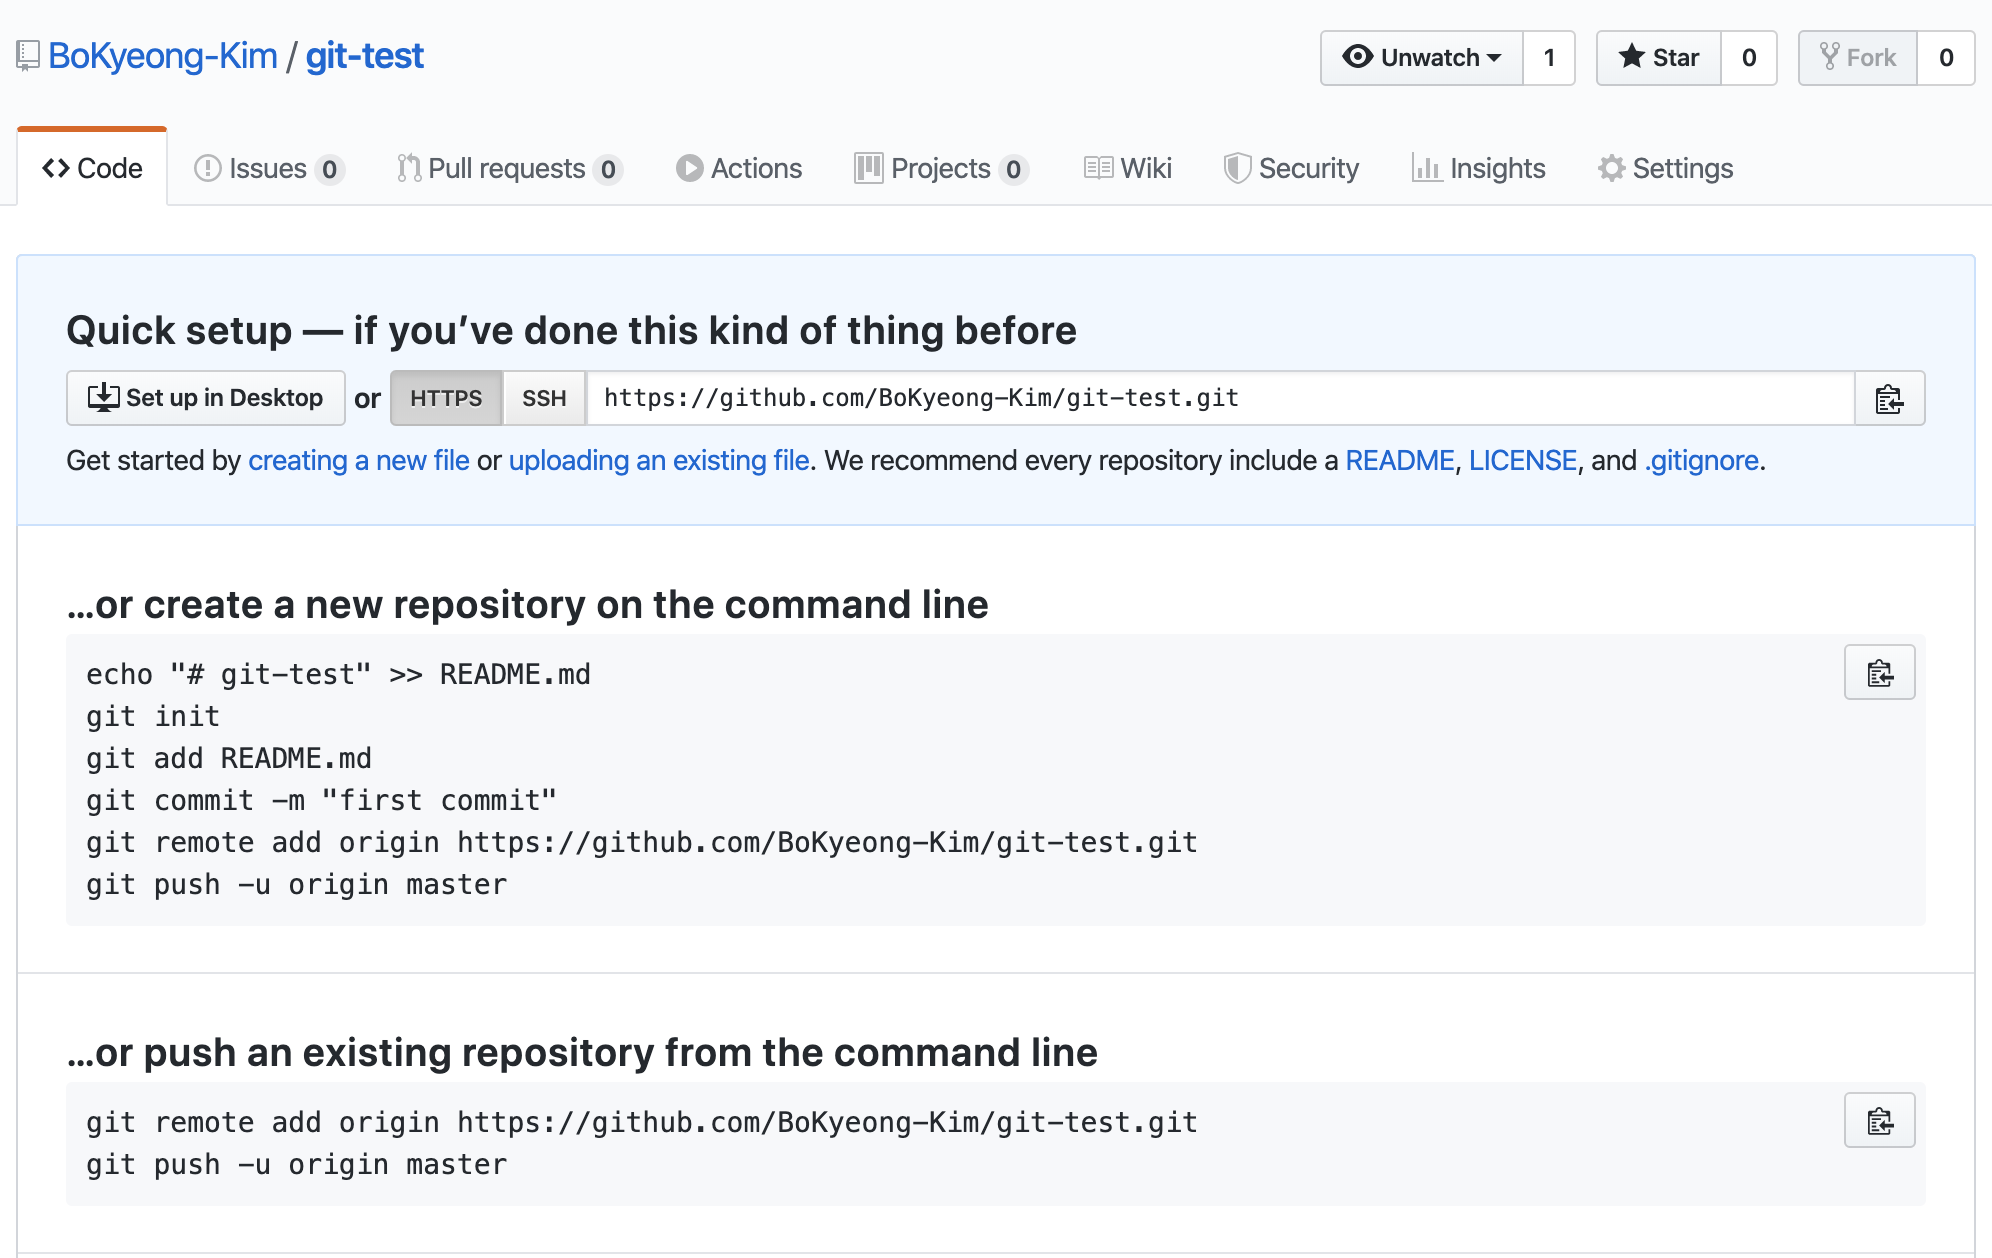 BoKyeong-Kim / git-test
Unwatch 1 Star 0 Fork 0
Code Issues 0 Pull requests 0 Actions Projects 0 Wiki Security Insights Settings
Quick setup — if you’ve done this kind of thing before
Set up in Desktop or HTTPS SSH https://github.com/BoKyeong-Kim/git-test.git
Get started by creating a new file or uploading an existing file. We recommend every repository include a README, LICENSE, and .gitignore.
…or create a new repository on the command line
echo "# git-test" >> README.md
git init
git add README.md
git commit -m "first commit"
git remote add origin https://github.com/BoKyeong-Kim/git-test.git
git push -u origin master
…or push an existing repository from the command line
git remote add origin https://github.com/BoKyeong-Kim/git-test.git
git push -u origin master